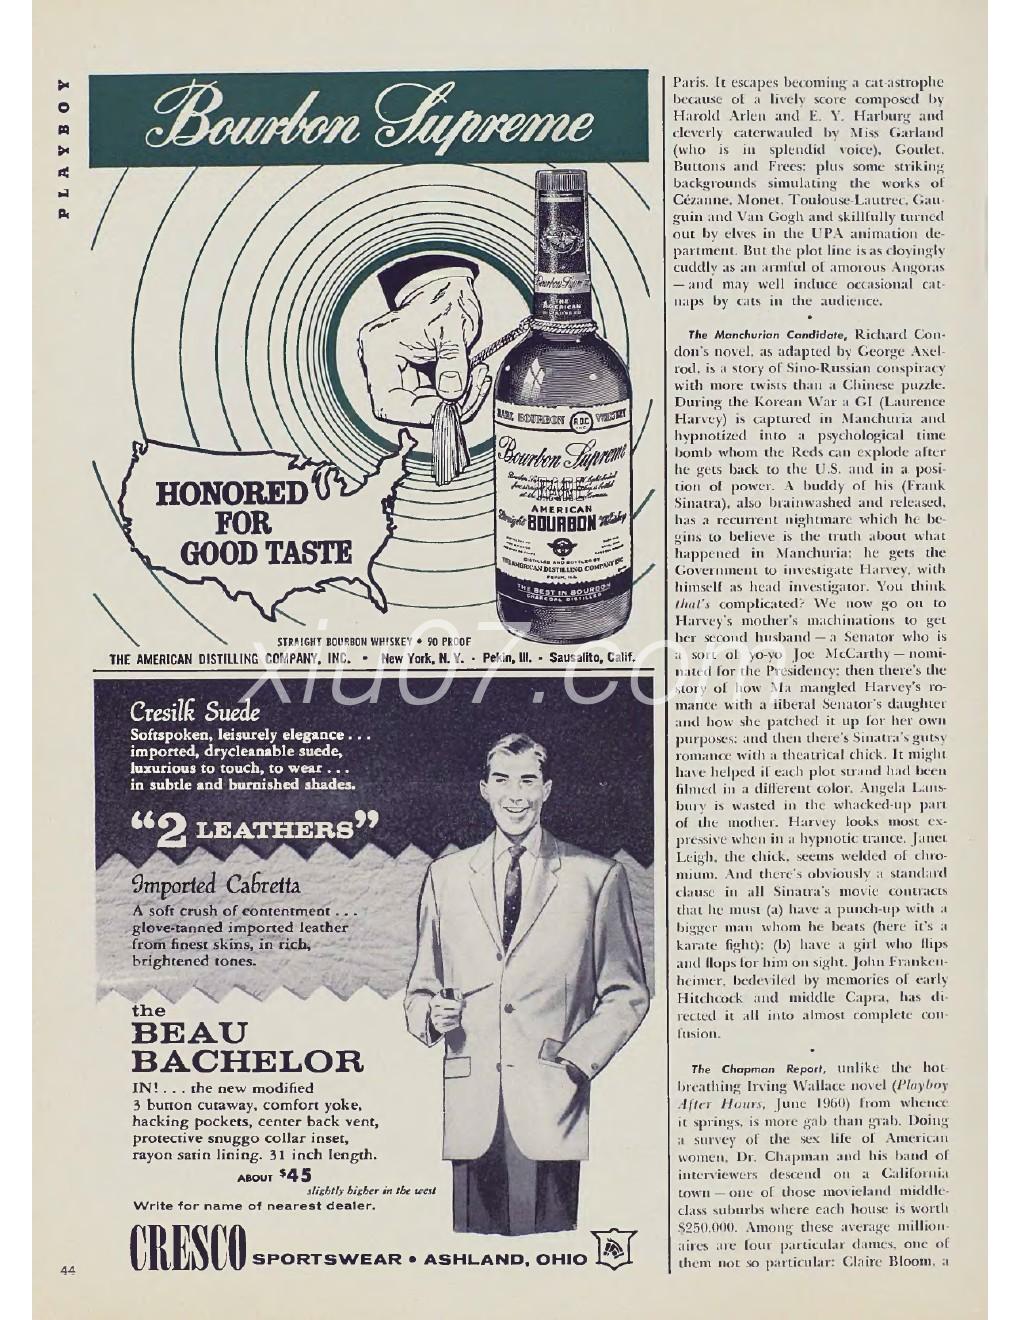 PLAYBOY
Bourbon Supreme
HONORED
FOR
GOOD TASTE
RARE BOURBON A.D.C. WHISKEY
Bourbon Supreme
RARE
AMERICAN
Straight BOURBON Whiskey
DISTILLED AND BOTTLED BY
THE AMERICAN DISTILLING COMPANY INC
PEKIN, ILL.
THE BEST IN BOURBON
CHARCOAL DISTILLED
STRAIGHT BOURBON WHISKEY • 90 PROOF
THE AMERICAN DISTILLING COMPANY, INC. • New York, N. Y. • Pekin, Ill. • Sausalito, Calif.
Cresilk Suede
Softspoken, leisurely elegance . . .
imported, drycleanable suede,
luxurious to touch, to wear . . .
in subtle and burnished shades.
“2 LEATHERS”
Imported Cabretta
A soft crush of contentment . . .
glove-tanned imported leather
from finest skins, in rich,
brightened tones.
the
BEAU
BACHELOR
IN! . . . the new modified
3 button cutaway, comfort yoke,
hacking pockets, center back vent,
protective snuggo collar inset,
rayon satin lining. 31 inch length.
ABOUT $45
slightly higher in the west
Write for name of nearest dealer.
CRESCO SPORTSWEAR • ASHLAND, OHIO
44
Paris. It escapes becoming a cat-astrophe
because of a lively score composed by
Harold Arlen and E. Y. Harburg and
cleverly caterwauled by Miss Garland
(who is in splendid voice), Goulet,
Buttons and Frees; plus some striking
backgrounds simulating the works of
Cézanne, Monet, Toulouse-Lautrec, Gau-
guin and Van Gogh and skillfully turned
out by elves in the UPA animation de-
partment. But the plot line is as cloyingly
cuddly as an armful of amorous Angoras
— and may well induce occasional cat-
naps by cats in the audience.
•
The Manchurian Candidate, Richard Con-
don's novel, as adapted by George Axel-
rod, is a story of Sino-Russian conspiracy
with more twists than a Chinese puzzle.
During the Korean War a GI (Laurence
Harvey) is captured in Manchuria and
hypnotized into a psychological time
bomb whom the Reds can explode after
he gets back to the U.S. and in a posi-
tion of power. A buddy of his (Frank
Sinatra), also brainwashed and released,
has a recurrent nightmare which he be-
gins to believe is the truth about what
happened in Manchuria; he gets the
Government to investigate Harvey, with
himself as head investigator. You think
that's complicated? We now go on to
Harvey's mother's machinations to get
her second husband — a Senator who is
a sort of yo-yo Joe McCarthy — nomi-
nated for the Presidency; then there's the
story of how Ma mangled Harvey's ro-
mance with a liberal Senator's daughter
and how she patched it up for her own
purposes; and then there's Sinatra's gutsy
romance with a theatrical chick. It might
have helped if each plot strand had been
filmed in a different color. Angela Lans-
bury is wasted in the whacked-up part
of the mother. Harvey looks most ex-
pressive when in a hypnotic trance. Janet
Leigh, the chick, seems welded of chro-
mium. And there's obviously a standard
clause in all Sinatra's movie contracts
that he must (a) have a punch-up with a
bigger man whom he beats (here it's a
karate fight); (b) have a girl who flips
and flops for him on sight. John Franken-
heimer, bedeviled by memories of early
Hitchcock and middle Capra, has di-
rected it all into almost complete con-
fusion.
•
The Chapman Report, unlike the hot-
breathing Irving Wallace novel (Playboy
After Hours, June 1960) from whence
it springs, is more gab than grab. Doing
a survey of the sex life of American
women, Dr. Chapman and his band of
interviewers descend on a California
town — one of those movieland middle-
class suburbs where each house is worth
$250,000. Among these average million-
aires are four particular dames, one of
them not so particular: Claire Bloom, a
xiu07.com